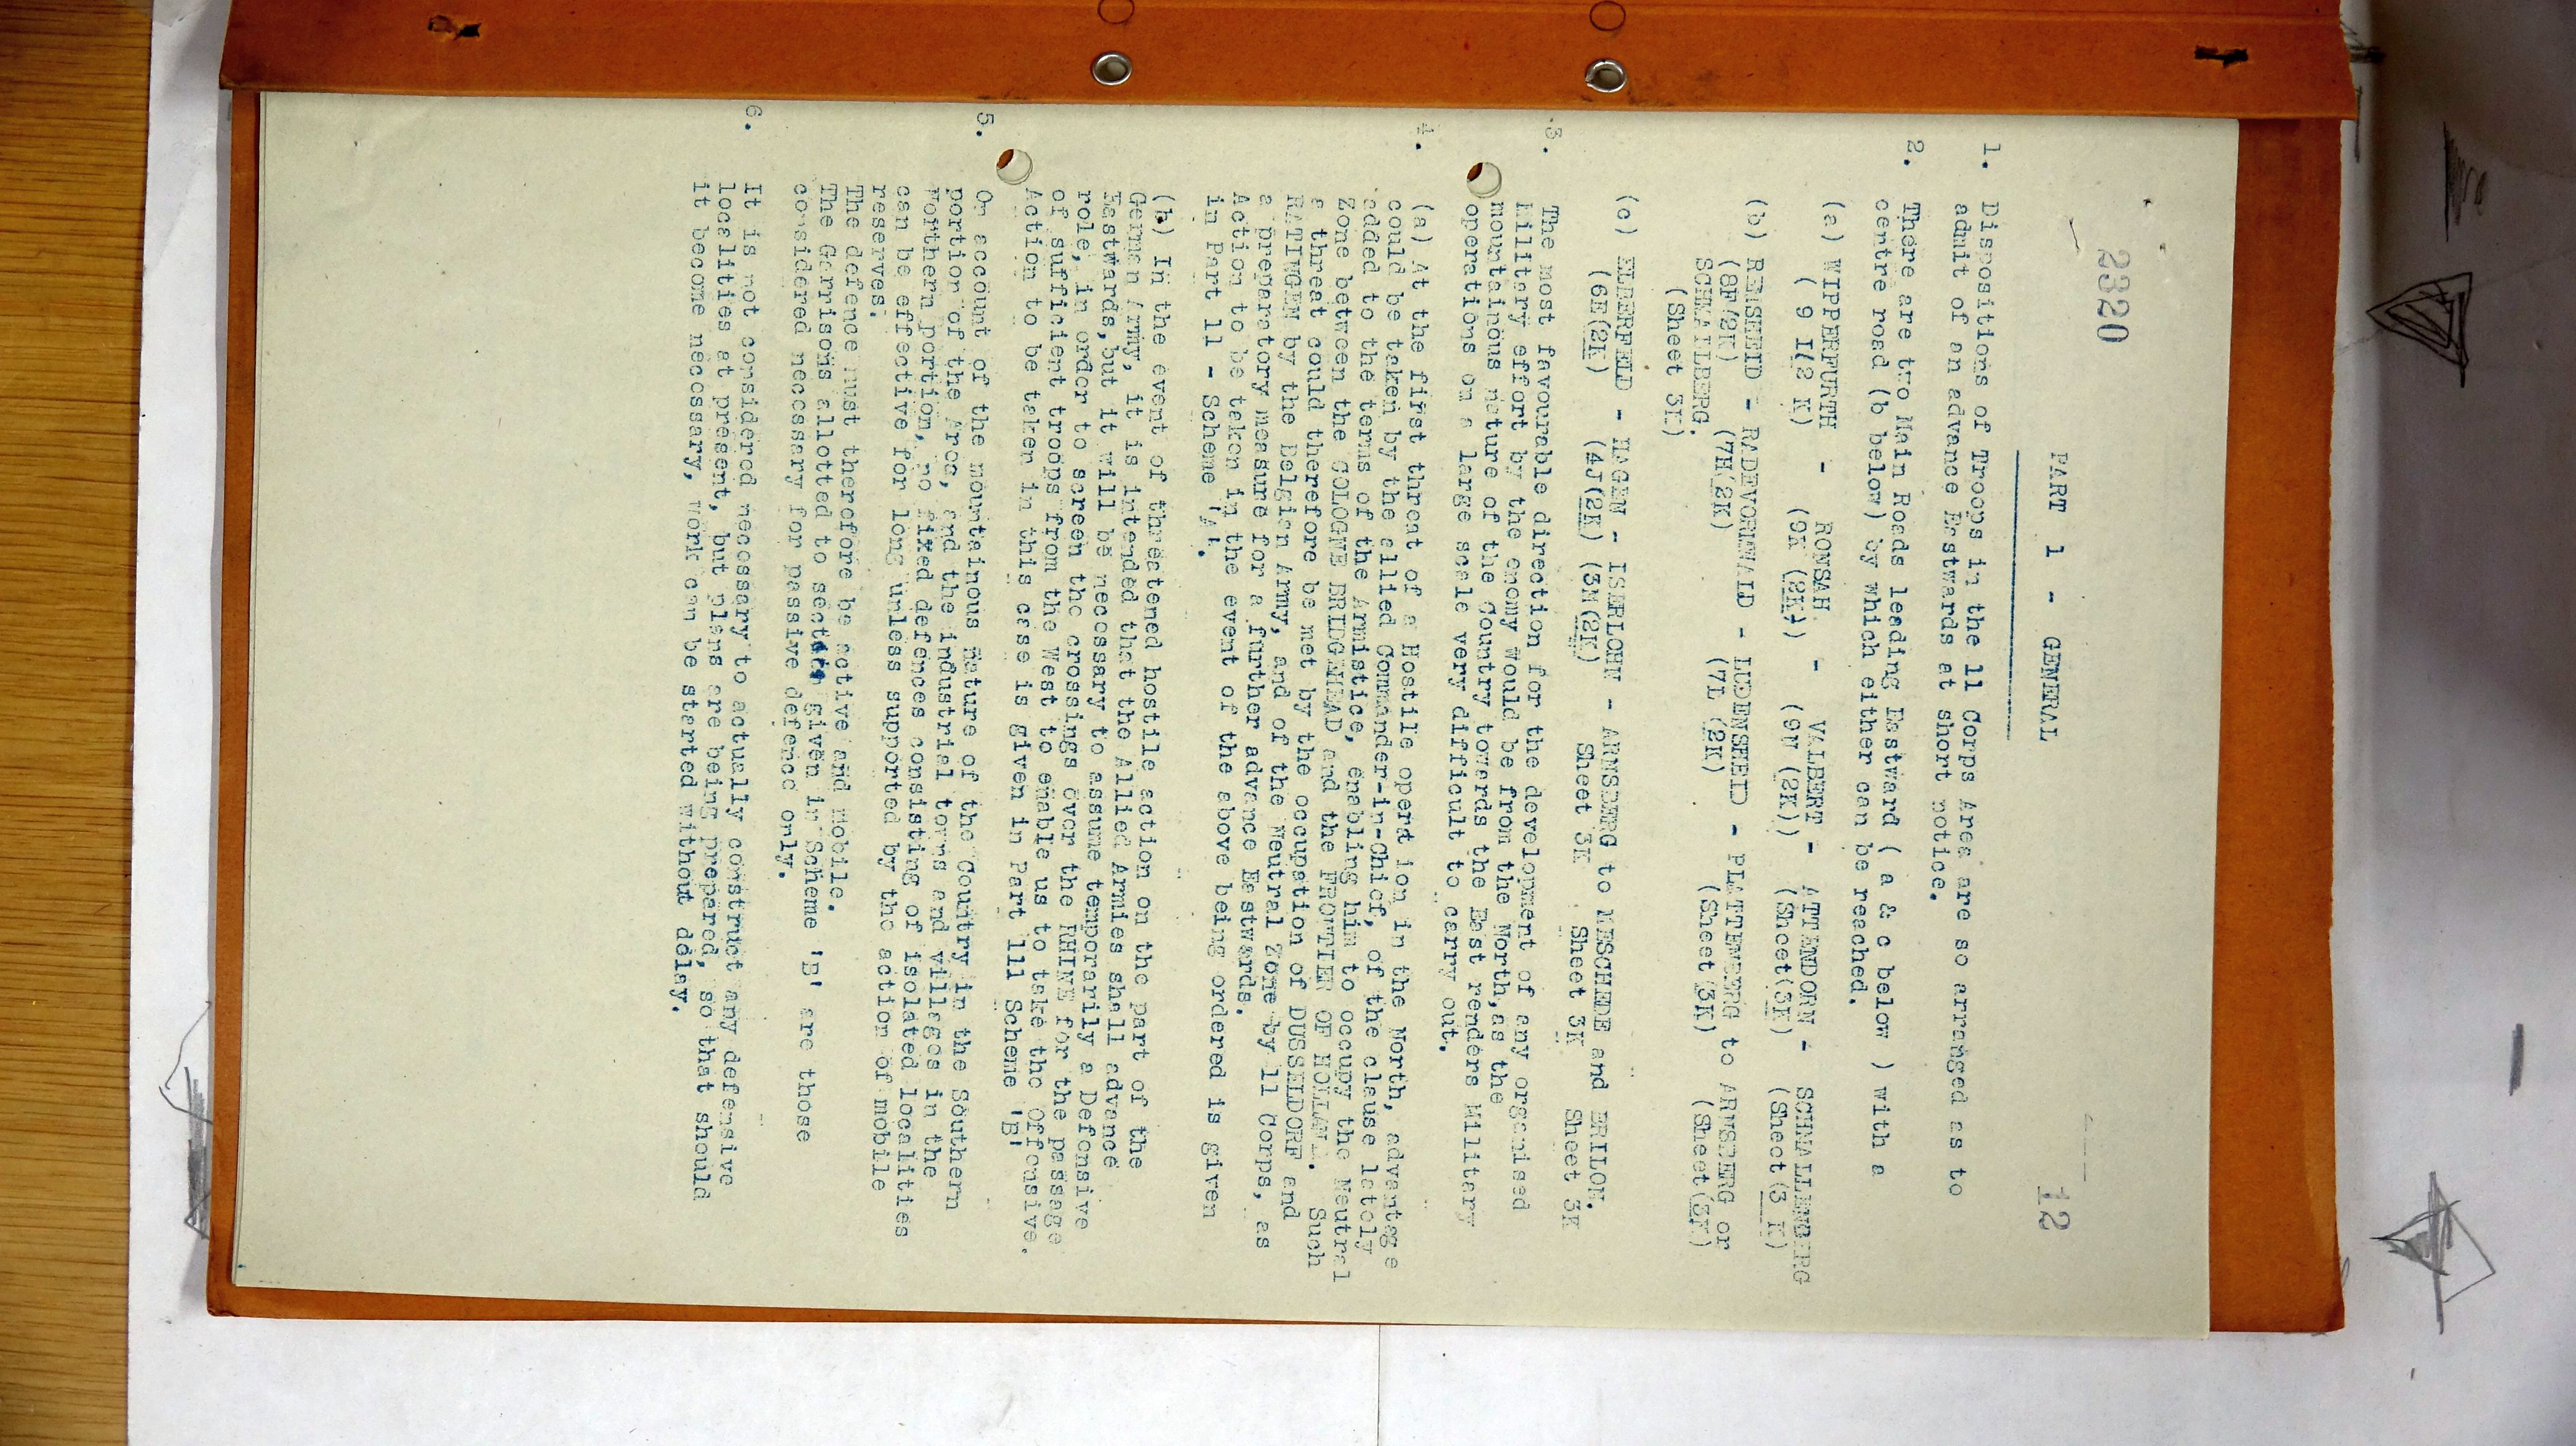 2320
12
PART 1 - GENERAL
1. Dispositions of Troops in the 11 Corps Area are so arranged as to
admit of an advance Eastwards at short notice.
2. There are two Main Roads leading Eastward ( a & c below ) with a
centre road (b below) by which either can be reached.
(a) WIPPERFURTH - RONSAH - VALBERT - ATTENDORN - SCHMALLENBERG
( 9 I(2 K) (9K (2K)) (9N (2K)) (Sheet(3K) (Sheet(3 K)
(b) REMSEHID - RADEVORMWALD - LUDENSHEID - PLATTENBERG to ARNSBERG or
(8F/2K) (7H(2K) (7L (2K) (Sheet 3K) (Sheet(3K)
SCHMATLBERG.
(Sheet 3K)
(c) ELBERFELD - HAGEN - ISERLOHN - ARNSBERG to MESCHEDE and BRILON.
(6E(2K) (4J(2K) (3M(2K) Sheet 3K Sheet 3K Sheet 3K
3. The most favourable direction for the development of any organised
Military effort by the enemy would be from the North, as the
mountainous nature of the Country towards the East renders Military
operations on a large scale very difficult to carry out.
4. (a) At the first threat of a Hostile operation in the North, advantage
could be taken by the allied Commander-in-Chief, of the clause lately
added to the terms of the Armistice, enabling him to occupy the Neutral
Zone between the COLOGNE BRIDGEHEAD and the FRONTIER OF HOLLAND. Such
a threat could therefore be met by the occupation of DUSSELDORF and
RATINGEN by the Belgian Army, and of the Neutral Zone by 11 Corps, as
a preparatory measure for a further advance Eastwards.
Action to be taken in the event of the above being ordered is given
in Part 11 - Scheme 'A'.
(b) In the event of threatened hostile action on the part of the
German Army, it is intended that the Allied Armies shall advance
Eastwards, but it will be necessary to assume temporarily a Defensive
role, in order to screen the crossings over the RHINE for the passage
of sufficient troops from the West to enable us to take the Offensive.
Action to be taken in this case is given in Part 111 Scheme 'B'
5. On account of the mountainous nature of the Country in the Southern
portion of the Area, and the industrial towns and villages in the
Northern portion, no fixed defences consisting of isolated localities
can be effective for long unless supported by the action of mobile
reserves.
The defence must therefore be active and mobile.
The Garrisons allotted to given in Scheme 'B' are those
considered necessary for passive defence only.
6. It is not considered necessary to actually construct any defensive
localities at present, but plans are being prepared, so that should
it become necessary, work can be started without delay.